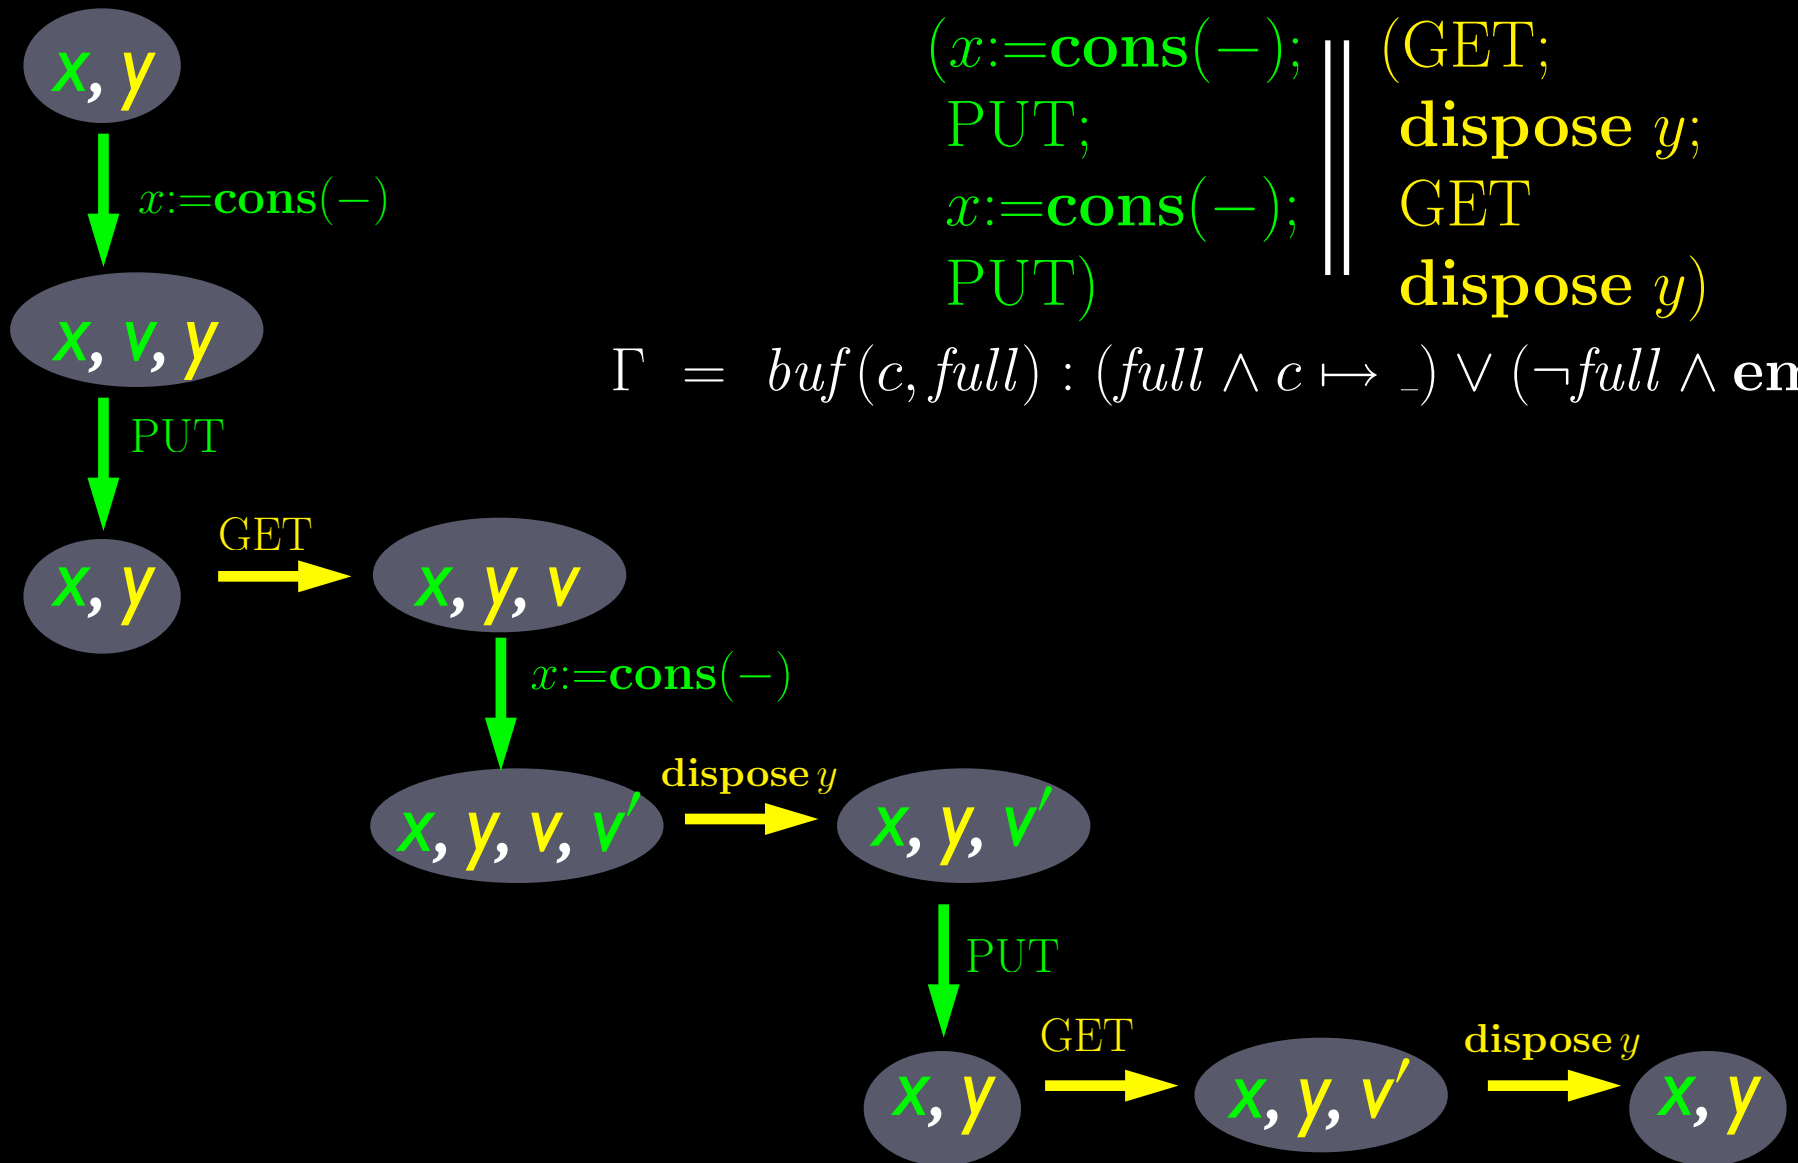 x, y
(x:=cons(−); ‖ (GET;
PUT; dispose y;
x:=cons(−); GET
PUT) dispose y)
x:=cons(−)
x, v, y
Γ = buf(c, full) : (full ∧ c ↦ _) ∨ (¬full ∧
PUT
GET
x, y
x, y, v
x:=cons(−)
dispose y
x, y, v, v′
x, y, v′
PUT
GET
dispose y
x, y
x, y, v′
x, y